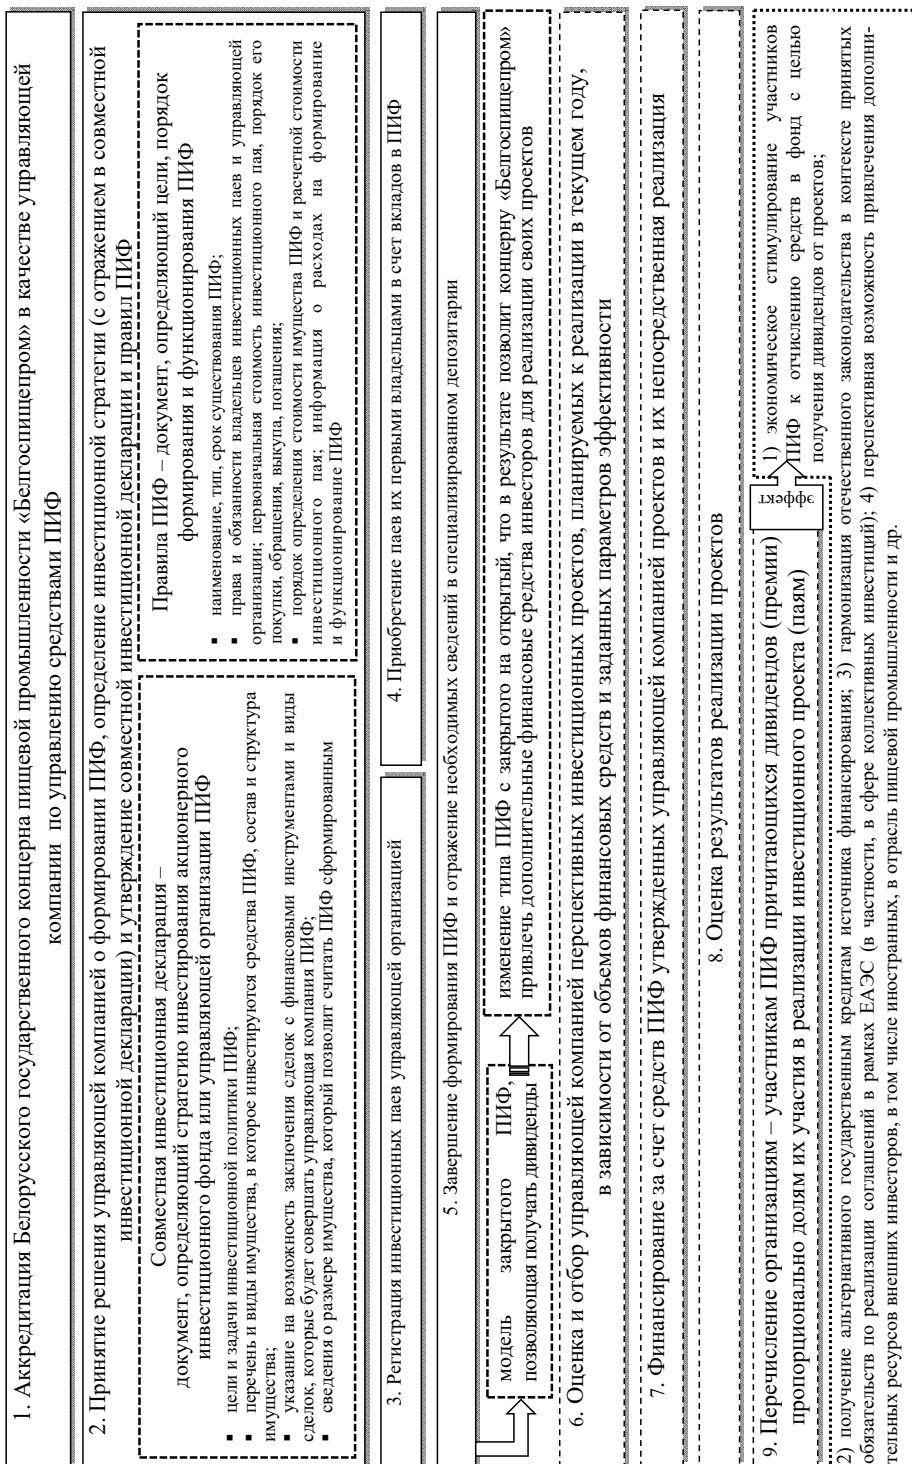 1. Аккредитация Белорусского государственного концерна пищевой промышленности «Белгоспищепром» в качестве управляющей
компании по управлению средствами ПИФ
2. Принятие решения управляющей компанией о формировании ПИФ, определение инвестиционной стратегии (с отражением в совместной
инвестиционной декларации) и утверждение совместной инвестиционной декларации и правил ПИФ
Совместная инвестиционная декларация –
документ, определяющий стратегию инвестирования акционерного
инвестиционного фонда или управляющей организации ПИФ
▪ цели и задачи инвестиционной политики ПИФ;
▪ перечень и виды имущества, в которое инвестируются средства ПИФ, состав и структура
имущества;
▪ указание на возможность заключения сделок с финансовыми инструментами и виды
сделок, которые будет совершать управляющая компания ПИФ;
▪ сведения о размере имущества, который позволит считать ПИФ сформированным
Правила ПИФ – документ, определяющий цели, порядок
формирования и функционирования ПИФ
▪ наименование, тип, срок существования ПИФ;
▪ права и обязанности владельцев инвестиционных паев и управляющей
организации; первоначальная стоимость инвестиционного пая, порядок его
покупки, обращения, выкупа, погашения;
▪ порядок определения стоимости имущества ПИФ и расчетной стоимости
инвестиционного пая; информация о расходах на формирование
и функционирование ПИФ
3. Регистрация инвестиционных паев управляющей организацией
4. Приобретение паев их первыми владельцами в счет вкладов в ПИФ
5. Завершение формирования ПИФ и отражение необходимых сведений в специализированном депозитарии
модель закрытого ПИФ,
позволяющая получать дивиденды
изменение типа ПИФ с закрытого на открытый, что в результате позволит концерну «Белгоспищепром»
привлечь дополнительные финансовые средства инвесторов для реализации своих проектов
6. Оценка и отбор управляющей компанией перспективных инвестиционных проектов, планируемых к реализации в текущем году,
в зависимости от объемов финансовых средств и заданных параметров эффективности
7. Финансирование за счет средств ПИФ утвержденных управляющей компанией проектов и их непосредственная реализация
8. Оценка результатов реализации проектов
9. Перечисление организациям – участникам ПИФ причитающихся дивидендов (премии)
пропорционально долям их участия в реализации инвестиционного проекта (паям)
эффект
1) экономическое стимулирование участников
ПИФ к отчислению средств в фонд с целью
получения дивидендов от проектов;
2) получение альтернативного государственным кредитам источника финансирования; 3) гармонизация отечественного законодательства в контексте принятых
обязательств по реализации соглашений в рамках ЕАЭС (в частности, в сфере коллективных инвестиций); 4) перспективная возможность привлечения дополни-
тельных ресурсов внешних инвесторов, в том числе иностранных, в отрасль пищевой промышленности и др.